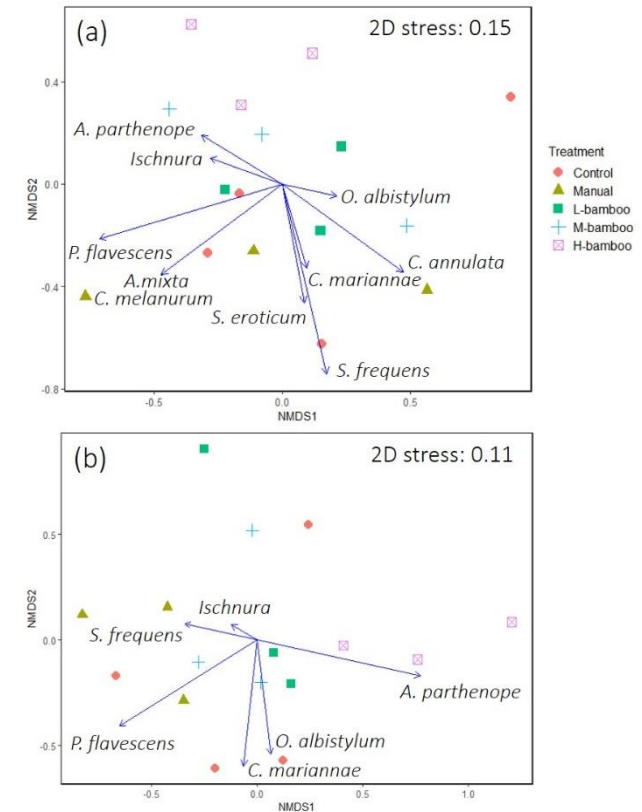 (a)
2D stress: 0.15
0.4
0.0
-0.4
-0.8
NMDS2
A. parthenope
Ischnura
O. albistylum
P. flavescens
A.mixta
C. melanurum
C. mariannae
C. annulata
S. eroticum
S. frequens
-0.5
0.0
0.5
NMDS1
Treatment
Control
Manual
L-bamboo
M-bamboo
H-bamboo
(b)
2D stress: 0.11
0.5
0.0
-0.5
NMDS2
Ischnura
S. frequens
A. parthenope
P. flavescens
O. albistylum
C. mariannae
-0.5
0.0
0.5
1.0
NMDS1